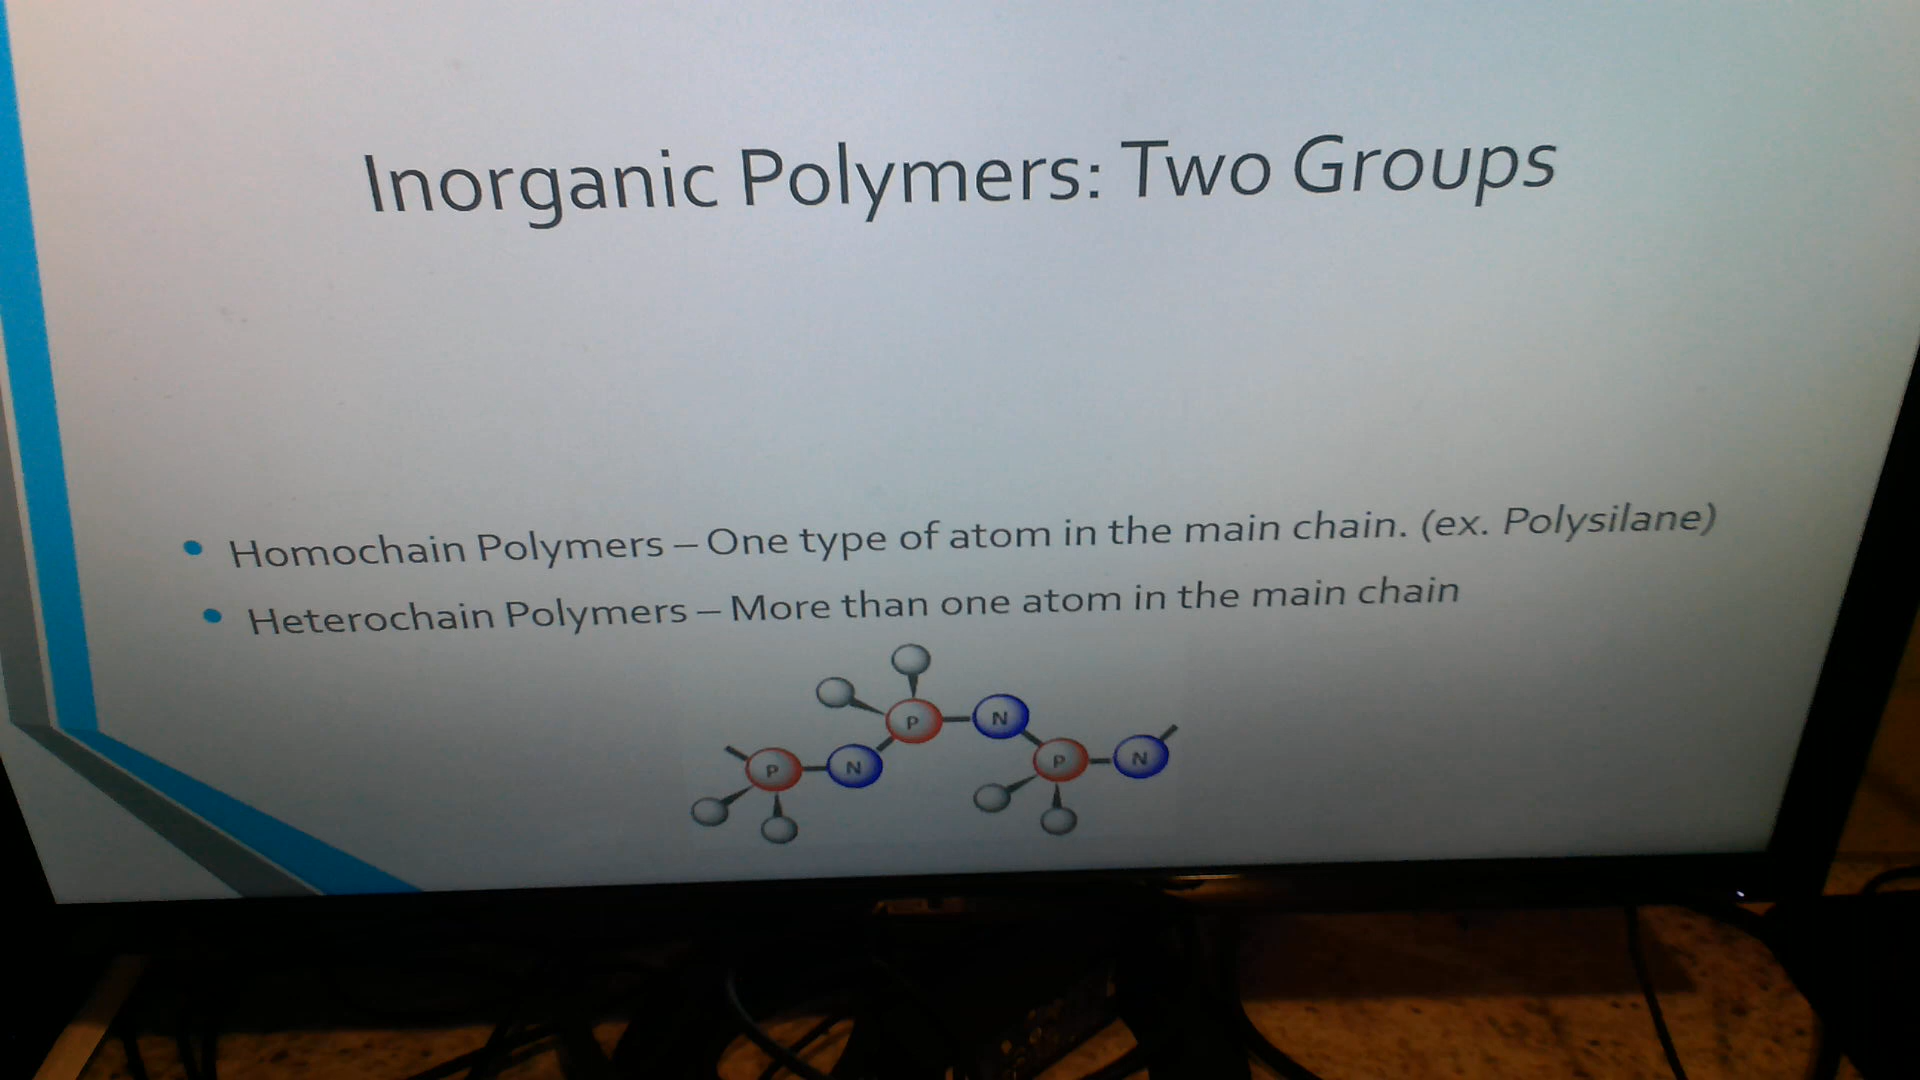 Inorganic Polymers: Two Groups
• Homochain Polymers – One type of atom in the main chain. (ex. Polysilane)
• Heterochain Polymers – More than one atom in the main chain
P N P N P N